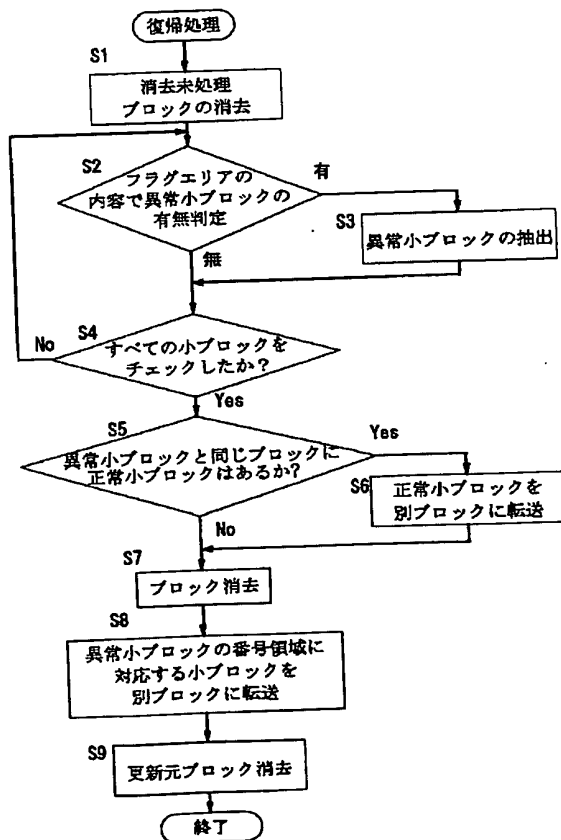 復帰処理
S1
消去未処理
ブロックの消去
S2
フラグエリアの
内容で異常小ブロックの
有無判定
有
S3
異常小ブロックの抽出
無
S4
No
すべての小ブロックを
チェックしたか?
Yes
S5
異常小ブロックと同じブロックに
正常小ブロックはあるか?
Yes
S6
正常小ブロックを
別ブロックに転送
No
S7
ブロック消去
S8
異常小ブロックの番号領域に
対応する小ブロックを
別ブロックに転送
S9
更新元ブロック消去
終了